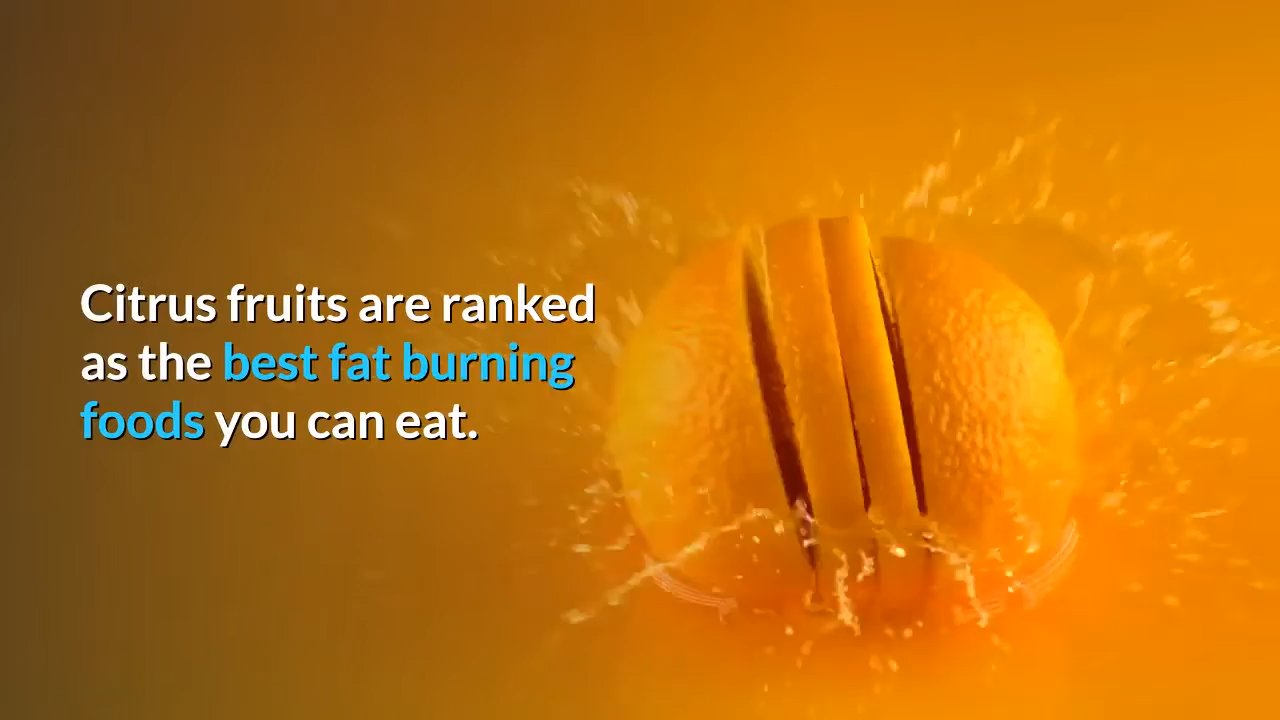 Citrus fruits are ranked
as the best fat burning
foods you can eat.